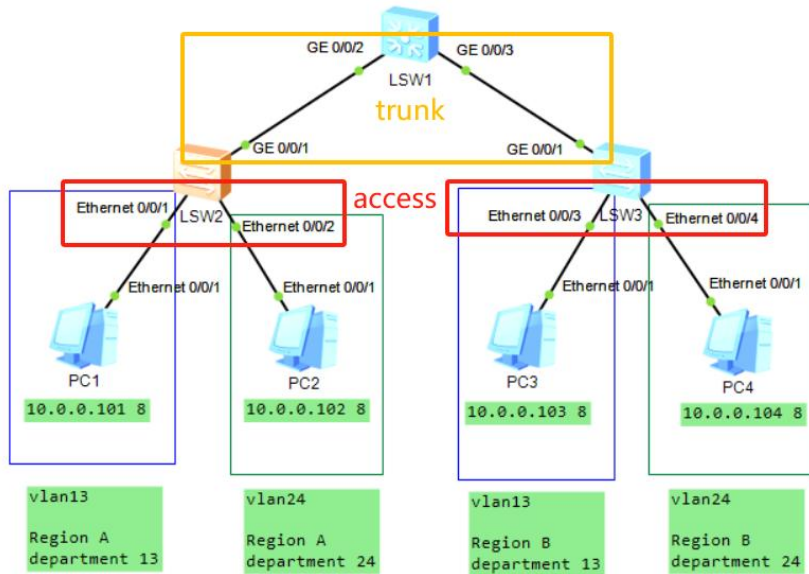 GE 0/0/2
GE 0/0/3
LSW1
trunk
GE 0/0/1
GE 0/0/1
access
Ethernet 0/0/1
LSW2
Ethernet 0/0/2
Ethernet 0/0/3
LSW3
Ethernet 0/0/4
Ethernet 0/0/1
Ethernet 0/0/1
Ethernet 0/0/1
Ethernet 0/0/1
PC1
PC2
PC3
PC4
10.0.0.101 8
10.0.0.102 8
10.0.0.103 8
10.0.0.104 8
vlan13
Region A
department 13
vlan24
Region A
department 24
vlan13
Region B
department 13
vlan24
Region B
department 24